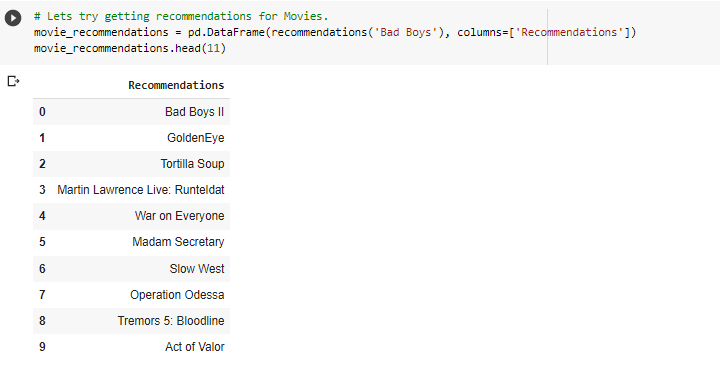 # Lets try getting recommendations for Movies.
movie_recommendations = pd.DataFrame(recommendations('Bad Boys'), columns=['Recommendations'])
movie_recommendations.head(11)
Recommendations
0 Bad Boys II
1 GoldenEye
2 Tortilla Soup
3 Martin Lawrence Live: Runteldat
4 War on Everyone
5 Madam Secretary
6 Slow West
7 Operation Odessa
8 Tremors 5: Bloodline
9 Act of Valor